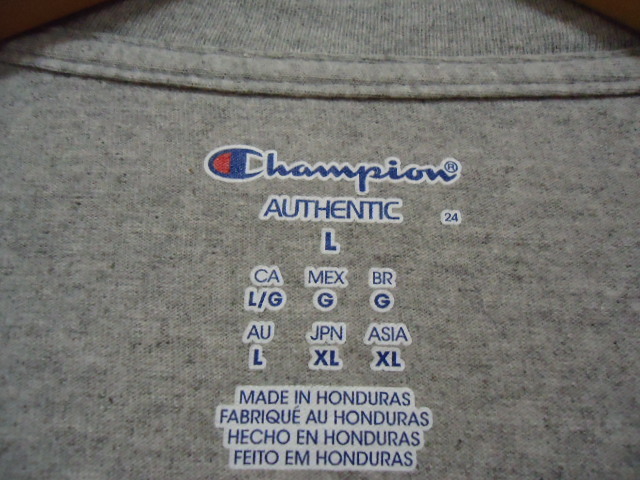 Champion®
AUTHENTIC 24
L
CA MEX BR
L/G G G
AU JPN ASIA
L XL XL
MADE IN HONDURAS
FABRIQUÉ AU HONDURAS
HECHO EN HONDURAS
FEITO EM HONDURAS